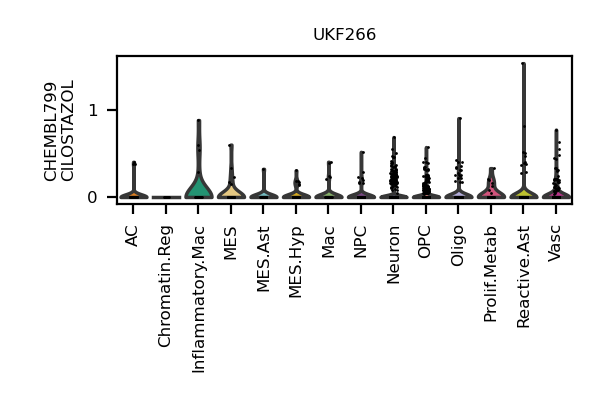 UKF266
CHEMBL799
CILOSTAZOL
1
0
AC
Chromatin.Reg
Inflammatory.Mac
MES
MES.Ast
MES.Hyp
Mac
NPC
Neuron
OPC
Oligo
Prolif.Metab
Reactive.Ast
Vasc